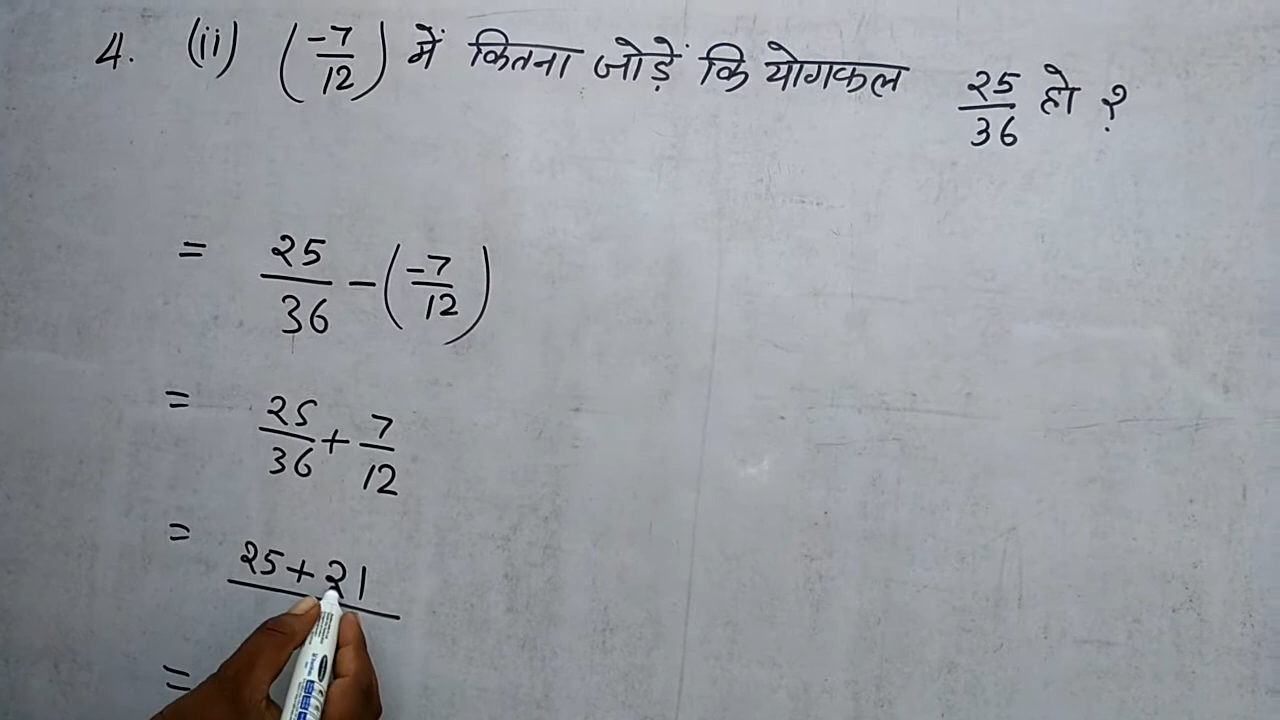 4. (ii) (-7/12) में कितना जोड़ें कि योगफल 25/36 हो ?
= 25/36 - (-7/12)
= 25/36 + 7/12
= 25+21
=